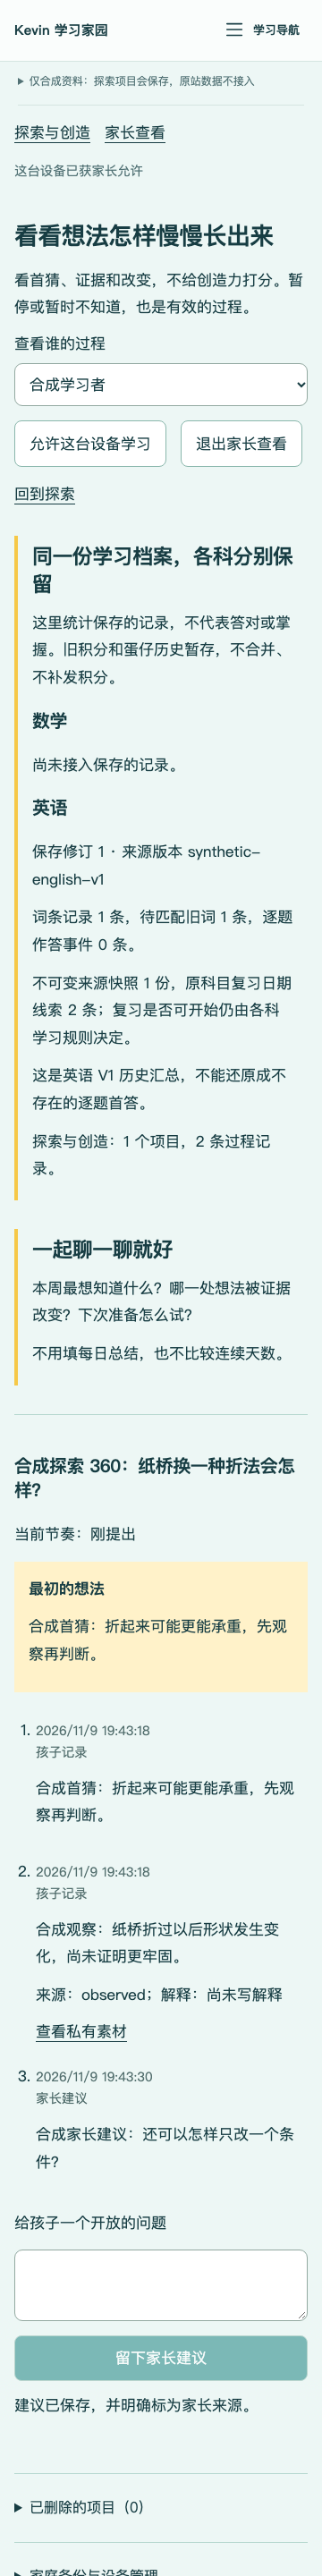 Kevin 学习家园
学习导航
仅合成资料：探索项目会保存，原站数据不接入
探索与创造 家长查看
这台设备已获家长允许
看看想法怎样慢慢长出来
看首猜、证据和改变，不给创造力打分。暂
停或暂时不知道，也是有效的过程。
查看谁的过程
合成学习者
允许这台设备学习 退出家长查看
回到探索
同一份学习档案，各科分别保
留
这里统计保存的记录，不代表答对或掌
握。旧积分和蛋仔历史暂存，不合并、
不补发积分。
数学
尚未接入保存的记录。
英语
保存修订 1 · 来源版本 synthetic-
english-v1
词条记录 1 条，待匹配旧词 1 条，逐题
作答事件 0 条。
不可变来源快照 1 份，原科目复习日期
线索 2 条；复习是否可开始仍由各科
学习规则决定。
这是英语 V1 历史汇总，不能还原成不
存在的逐题首答。
探索与创造：1 个项目，2 条过程记
录。
一起聊一聊就好
本周最想知道什么？哪一处想法被证据
改变？下次准备怎么试？
不用填每日总结，也不比较连续天数。
合成探索 360：纸桥换一种折法会怎
样？
当前节奏：刚提出
最初的想法
合成首猜：折起来可能更能承重，先观
察再判断。
1. 2026/11/9 19:43:18
孩子记录
合成首猜：折起来可能更能承重，先观
察再判断。
2. 2026/11/9 19:43:18
孩子记录
合成观察：纸桥折过以后形状发生变
化，尚未证明更牢固。
来源：observed；解释：尚未写解释
查看私有素材
3. 2026/11/9 19:43:30
家长建议
合成家长建议：还可以怎样只改一个条
件？
给孩子一个开放的问题
留下家长建议
建议已保存，并明确标为家长来源。
已删除的项目（0）
家庭备份与设备管理